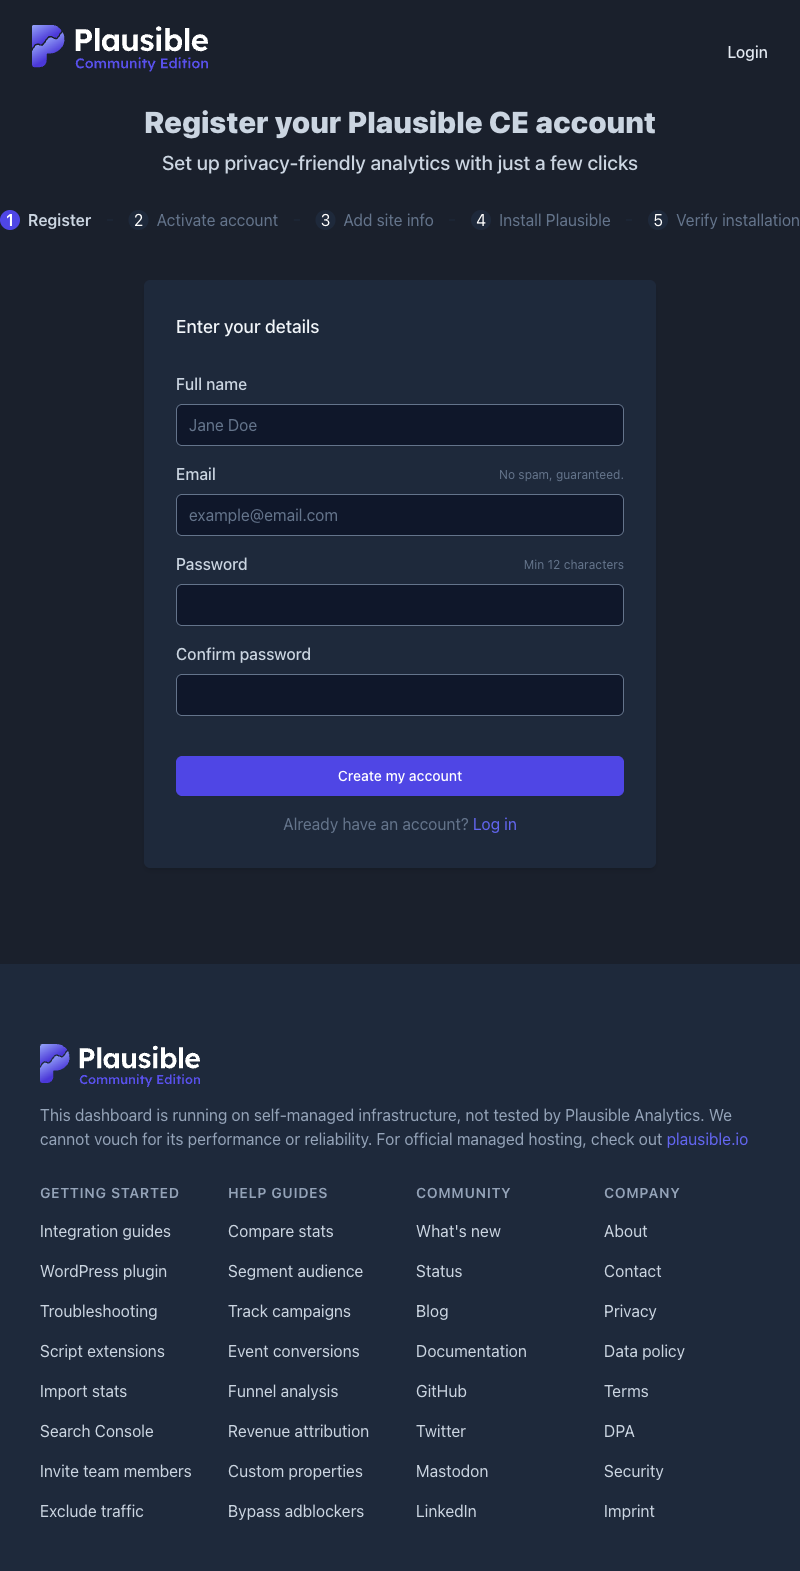 Plausible
Community Edition
Login
Register your Plausible CE account
Set up privacy-friendly analytics with just a few clicks
1 Register 2 Activate account 3 Add site info 4 Install Plausible 5 Verify installation
Enter your details
Full name
Jane Doe
Email No spam, guaranteed.
example@email.com
Password Min 12 characters
Confirm password
Create my account
Already have an account? Log in
Plausible
Community Edition
This dashboard is running on self-managed infrastructure, not tested by Plausible Analytics. We
cannot vouch for its performance or reliability. For official managed hosting, check out plausible.io
GETTING STARTED HELP GUIDES COMMUNITY COMPANY
Integration guides Compare stats What's new About
WordPress plugin Segment audience Status Contact
Troubleshooting Track campaigns Blog Privacy
Script extensions Event conversions Documentation Data policy
Import stats Funnel analysis GitHub Terms
Search Console Revenue attribution Twitter DPA
Invite team members Custom properties Mastodon Security
Exclude traffic Bypass adblockers LinkedIn Imprint